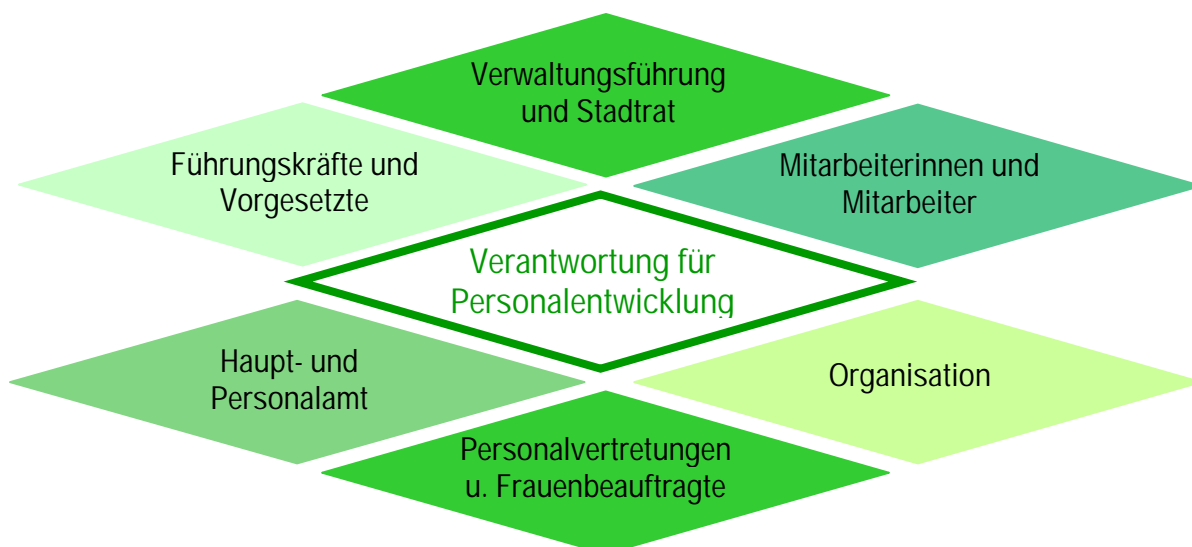 Verwaltungsführung
und Stadtrat
Führungskräfte und
Vorgesetzte
Mitarbeiterinnen und
Mitarbeiter
Verantwortung für
Personalentwicklung
Haupt- und
Personalamt
Organisation
Personalvertretungen
u. Frauenbeauftragte